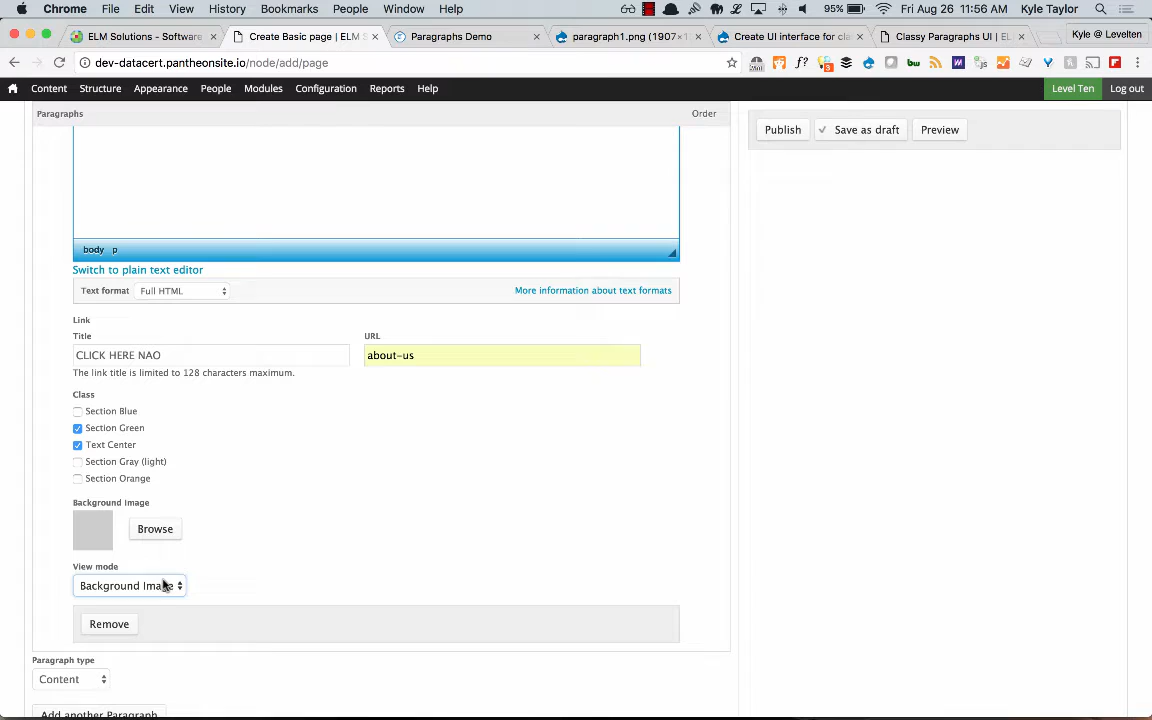 Chrome File Edit View History Bookmarks People Window Help 95% Fri Aug 26 11:56 AM Kyle Taylor
ELM Solutions - Software Create Basic page | ELM S Paragraphs Demo paragraph1.png (1907× Create UI interface for cla Classy Paragraphs UI | EL Kyle @ Levelten
dev-datacert.pantheonsite.io/node/add/page
Content Structure Appearance People Modules Configuration Reports Help Level Ten Log out
Paragraphs Order
Publish Save as draft Preview
body p
Switch to plain text editor
Text format Full HTML More information about text formats
Link
Title URL
CLICK HERE NAO about-us
The link title is limited to 128 characters maximum.
Class
Section Blue
Section Green
Text Center
Section Gray (light)
Section Orange
Background Image
Browse
View mode
Background Image
Remove
Paragraph type
Content
Add another Paragraph